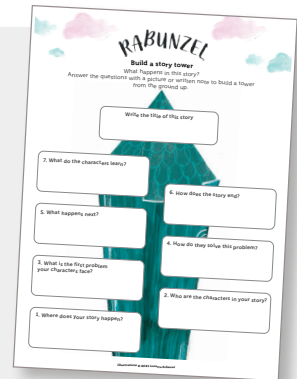 RABUNZEL
Build a story tower
What happens in this story?
Answer the questions with a picture or written note to build a tower
from the ground up.
Write the title of this story
7. What do the characters learn?
6. How does the story end?
5. What happens next?
4. How do they solve this problem?
3. What is the first problem
your characters face?
2. Who are the characters in your story?
1. Where does your story happen?